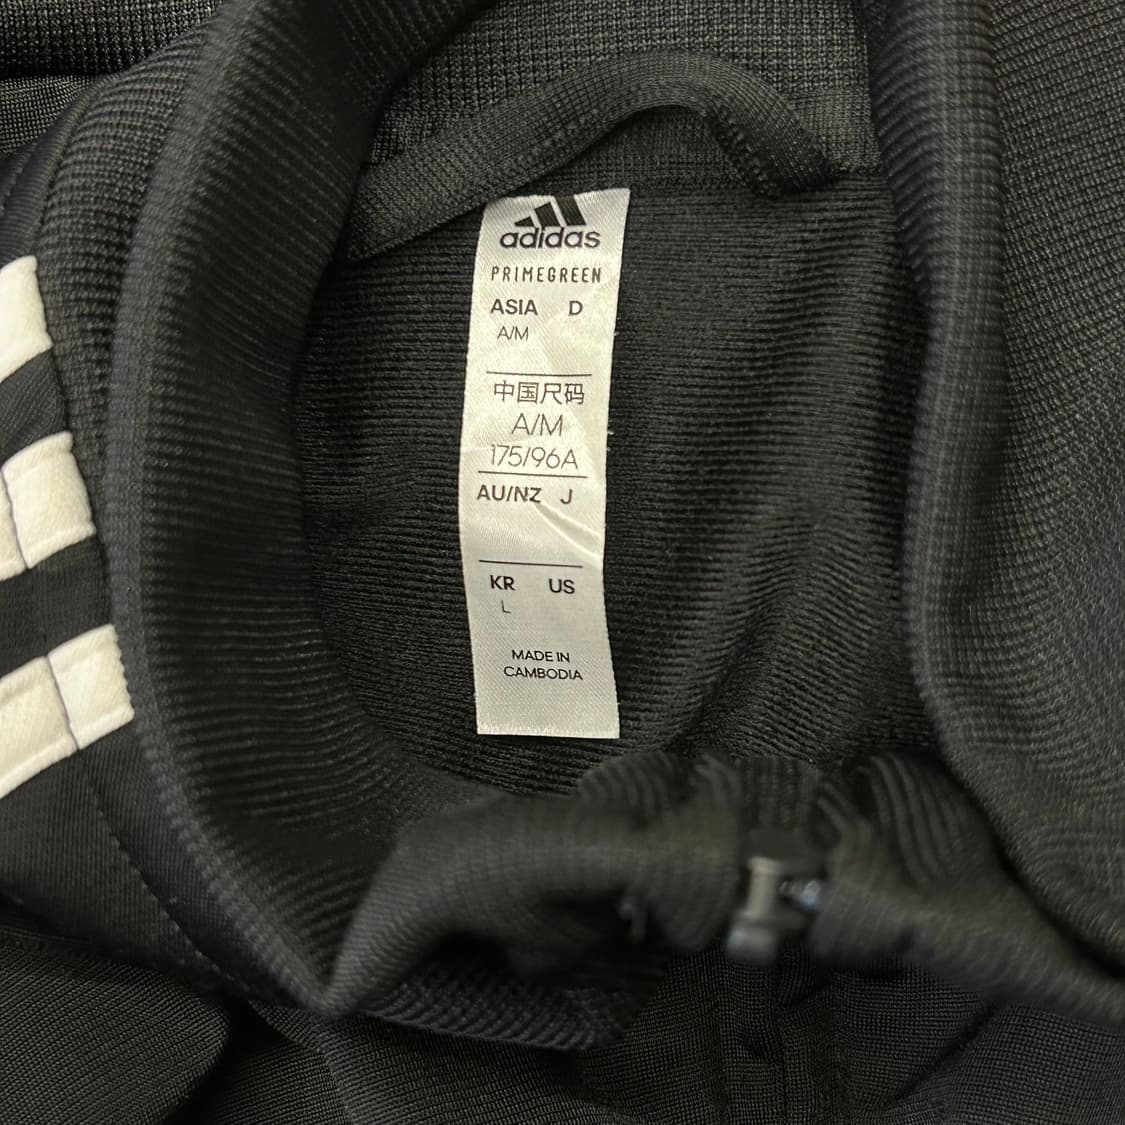 adidas
PRIMEGREEN
ASIA D
A/M
中国尺码
A/M
175/96A
AU/NZ J
KR US
L
MADE IN
CAMBODIA